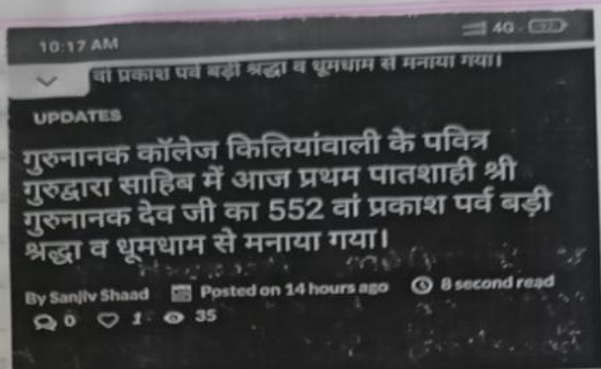 10:17 AM 4G
वां प्रकाश पर्व बड़ी श्रद्धा व धूमधाम से मनाया गया।
UPDATES
गुरुनानक कॉलेज किलियांवाली के पवित्र
गुरुद्वारा साहिब में आज प्रथम पातशाही श्री
गुरुनानक देव जी का 552 वां प्रकाश पर्व बड़ी
श्रद्धा व धूमधाम से मनाया गया।
By Sanjiv Shaad Posted on 14 hours ago 8 second read
0 1 35